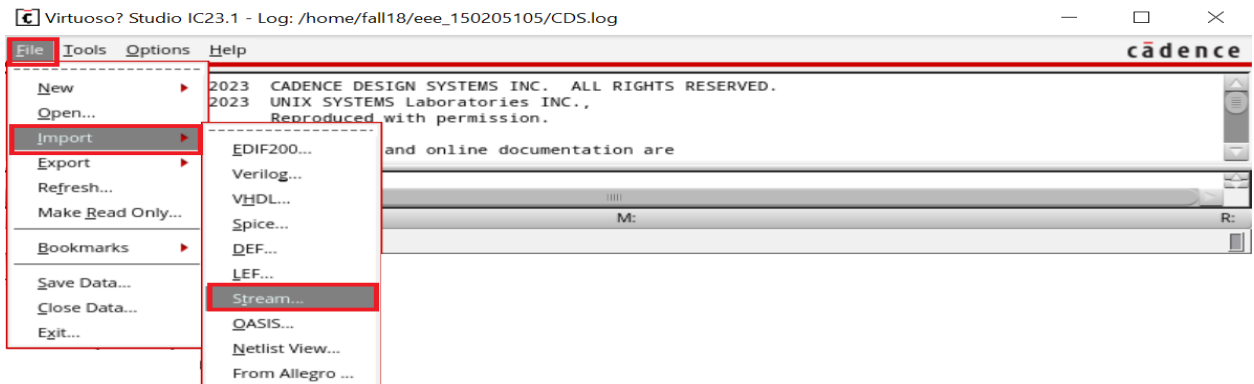 Virtuoso? Studio IC23.1 - Log: /home/fall18/eee_150205105/CDS.log
File Tools Options Help
cādence
2023 CADENCE DESIGN SYSTEMS INC. ALL RIGHTS RESERVED.
2023 UNIX SYSTEMS Laboratories INC.,
Reproduced with permission.
and online documentation are
M:
R:
New
Open...
Import
Export
Refresh...
Make Read Only...
Bookmarks
Save Data...
Close Data...
Exit...
EDIF200...
Verilog...
VHDL...
Spice...
DEF...
LEF...
Stream...
OASIS...
Netlist View...
From Allegro ...